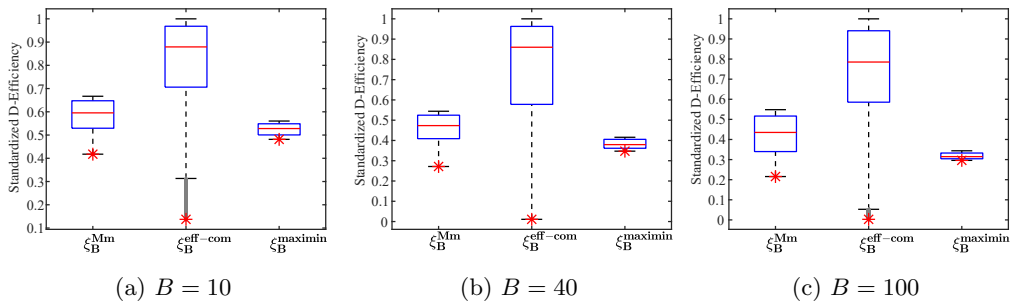 Standardized D-Efficiency
1
0.9
0.8
0.7
0.6
0.5
0.4
0.3
0.2
0.1
ξ_B^Mm
ξ_B^eff−com
ξ_B^maximin
(a) B = 10
Standardized D-Efficiency
1
0.9
0.8
0.7
0.6
0.5
0.4
0.3
0.2
0.1
0
ξ_B^Mm
ξ_B^eff−com
ξ_B^maximin
(b) B = 40
Standardized D-Efficiency
1
0.9
0.8
0.7
0.6
0.5
0.4
0.3
0.2
0.1
0
ξ_B^Mm
ξ_B^eff−com
ξ_B^maximin
(c) B = 100